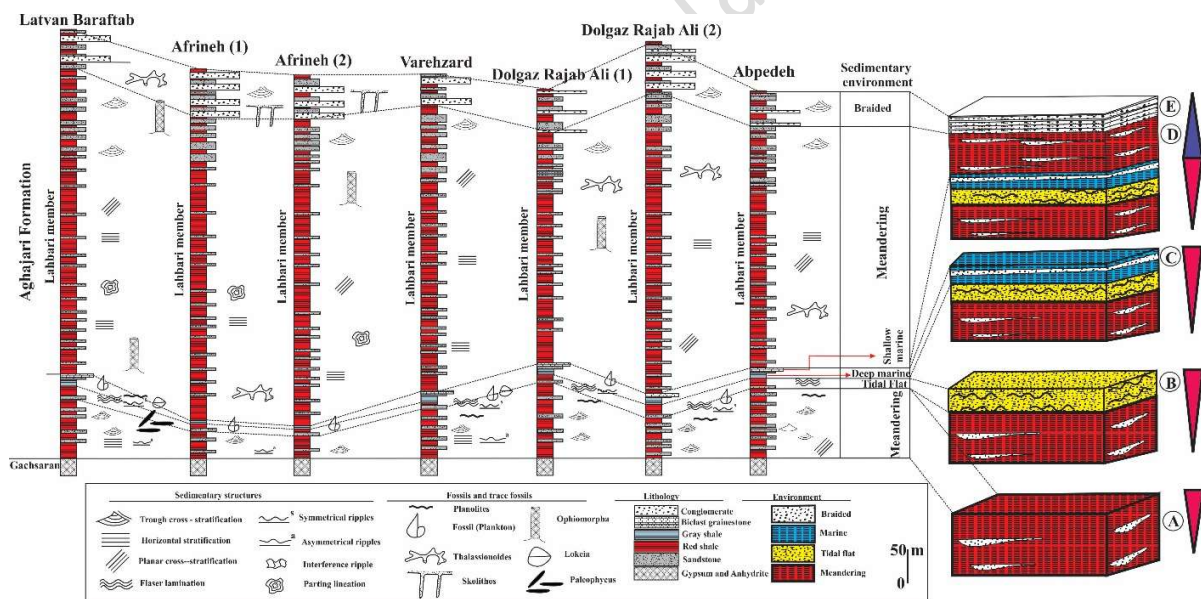 Latvan Baraftab
Afrineh (1)
Afrineh (2)
Varehzard
Dolgaz Rajab Ali (1)
Dolgaz Rajab Ali (2)
Abpedeh
Sedimentary
environment
Braided
Meandering
Shallow
marine
Deep marine
Tidal Flat
Meandering
Aghajari Formation
Lahbari member
Lahbari member
Lahbari member
Lahbari member
Lahbari member
Lahbari member
Lahbari member
Gachsaran
E
D
C
B
A
Sedimentary structures
Trough cross - stratification
Horizontal stratification
Planar cross--stratification
Flaser lamination
s
Symmetrical ripples
a
Asymmetrical ripples
Interference ripple
Parting lineation
Fossils and trace fossils
Planolites
Fossil (Plankton)
Thalassionoides
Skolithos
Ophiomorpha
Lokeia
Paleophycus
Lithology
Conglomerate
Bioclast grainestone
Gray shale
Red shale
Sandstone
Gypsum and Anhydrite
Environment
Braided
Marine
Tidal flat
Meandering
50 m
0